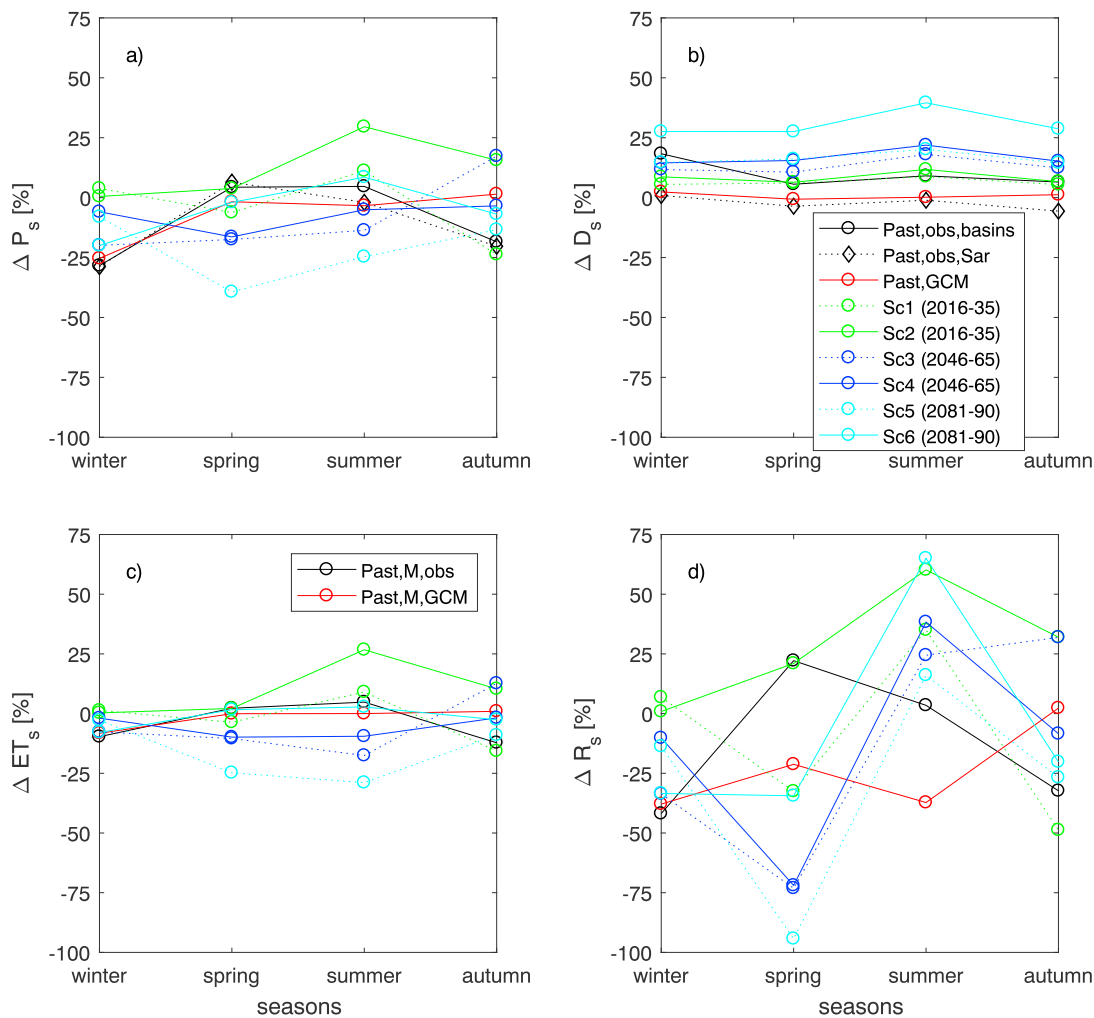 a)
75
50
25
0
-25
-50
-75
-100
Δ Ps [%]
winter spring summer autumn
b)
75
50
25
0
-25
-50
-75
-100
Δ Ds [%]
Past,obs,basins
Past,obs,Sar
Past,GCM
Sc1 (2016-35)
Sc2 (2016-35)
Sc3 (2046-65)
Sc4 (2046-65)
Sc5 (2081-90)
Sc6 (2081-90)
winter spring summer autumn
c)
75
50
25
0
-25
-50
-75
-100
Δ ETs [%]
Past,M,obs
Past,M,GCM
winter spring summer autumn
seasons
d)
75
50
25
0
-25
-50
-75
-100
Δ Rs [%]
winter spring summer autumn
seasons